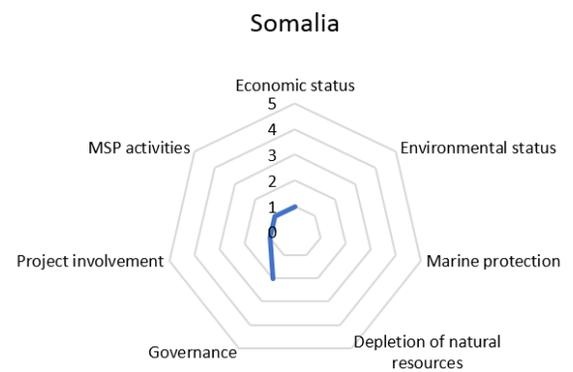 Somalia
Economic status
5
4
3
2
1
0
MSP activities
Environmental status
Project involvement
Marine protection
Governance
Depletion of natural
resources